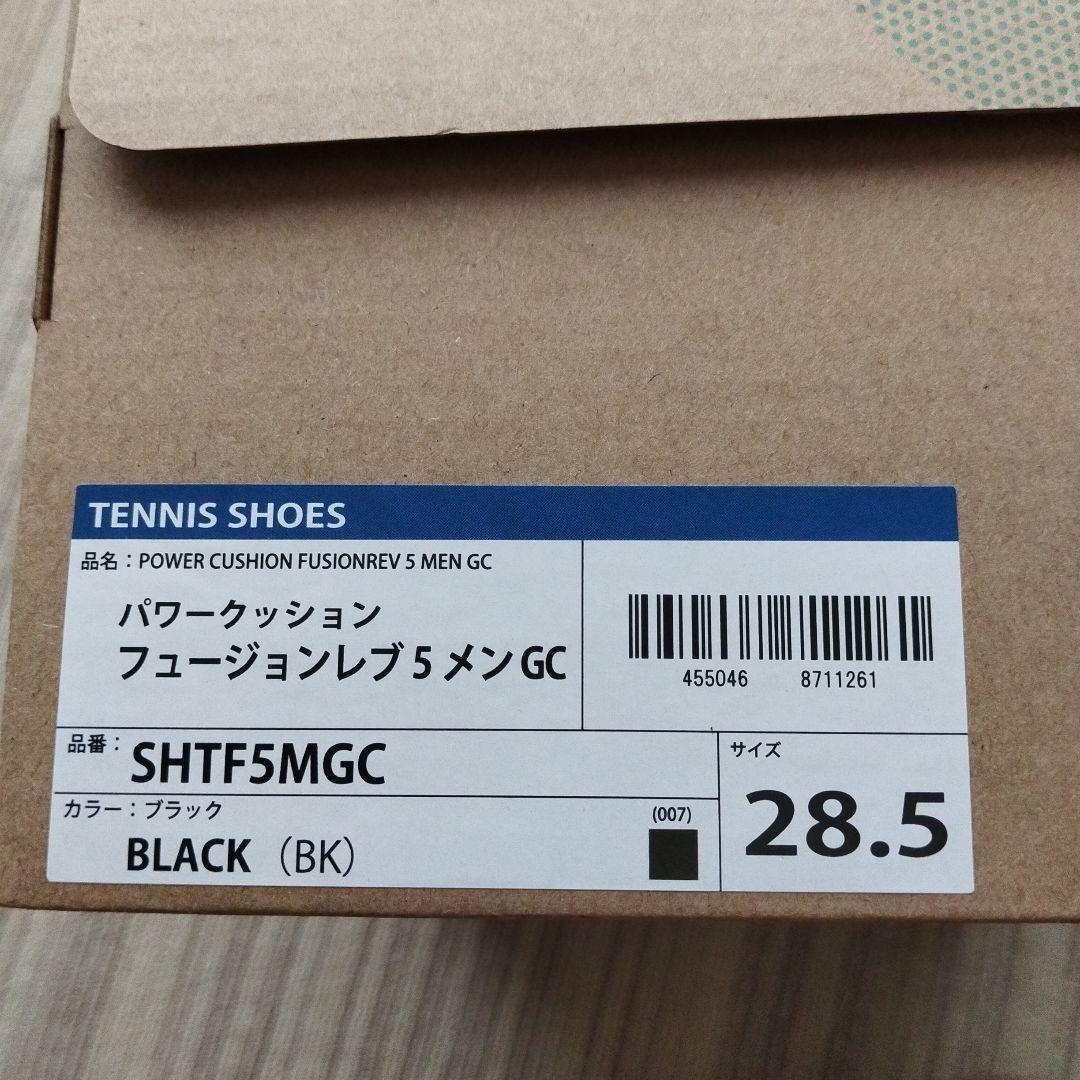 TENNIS SHOES
品名：POWER CUSHION FUSIONREV 5 MEN GC
パワークッション
フュージョンレブ 5 メン GC
455046 8711261
品番：SHTF5MGC
サイズ
28.5
カラー：ブラック
BLACK（BK）
(007)